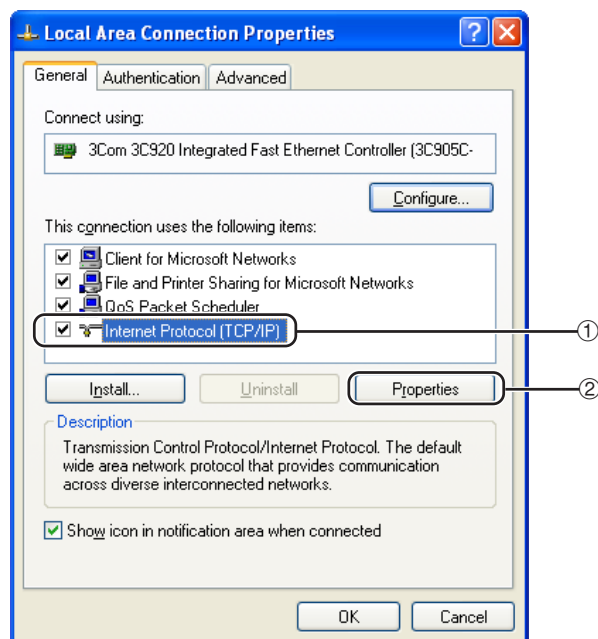 Local Area Connection Properties
General Authentication Advanced
Connect using:
3Com 3C920 Integrated Fast Ethernet Controller (3C905C-
Configure...
This connection uses the following items:
Client for Microsoft Networks
File and Printer Sharing for Microsoft Networks
QoS Packet Scheduler
Internet Protocol (TCP/IP)
①
Install... Uninstall Properties
②
Description
Transmission Control Protocol/Internet Protocol. The default
wide area network protocol that provides communication
across diverse interconnected networks.
Show icon in notification area when connected
OK Cancel